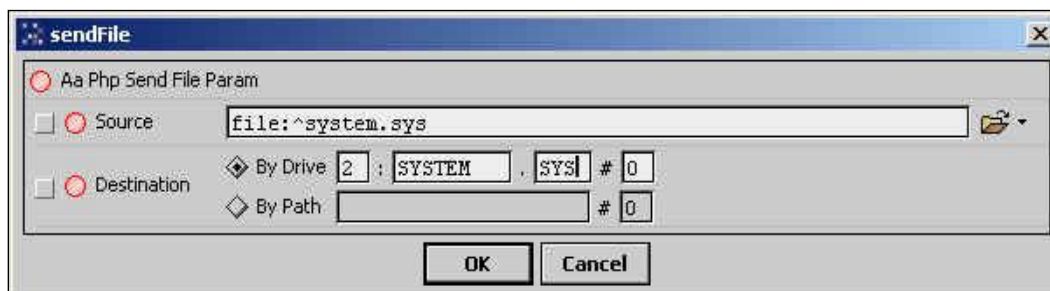 sendFile
Aa Php Send File Param
Source file:^system.sys
Destination By Drive 2 : SYSTEM . SYS # 0
By Path # 0
OK Cancel